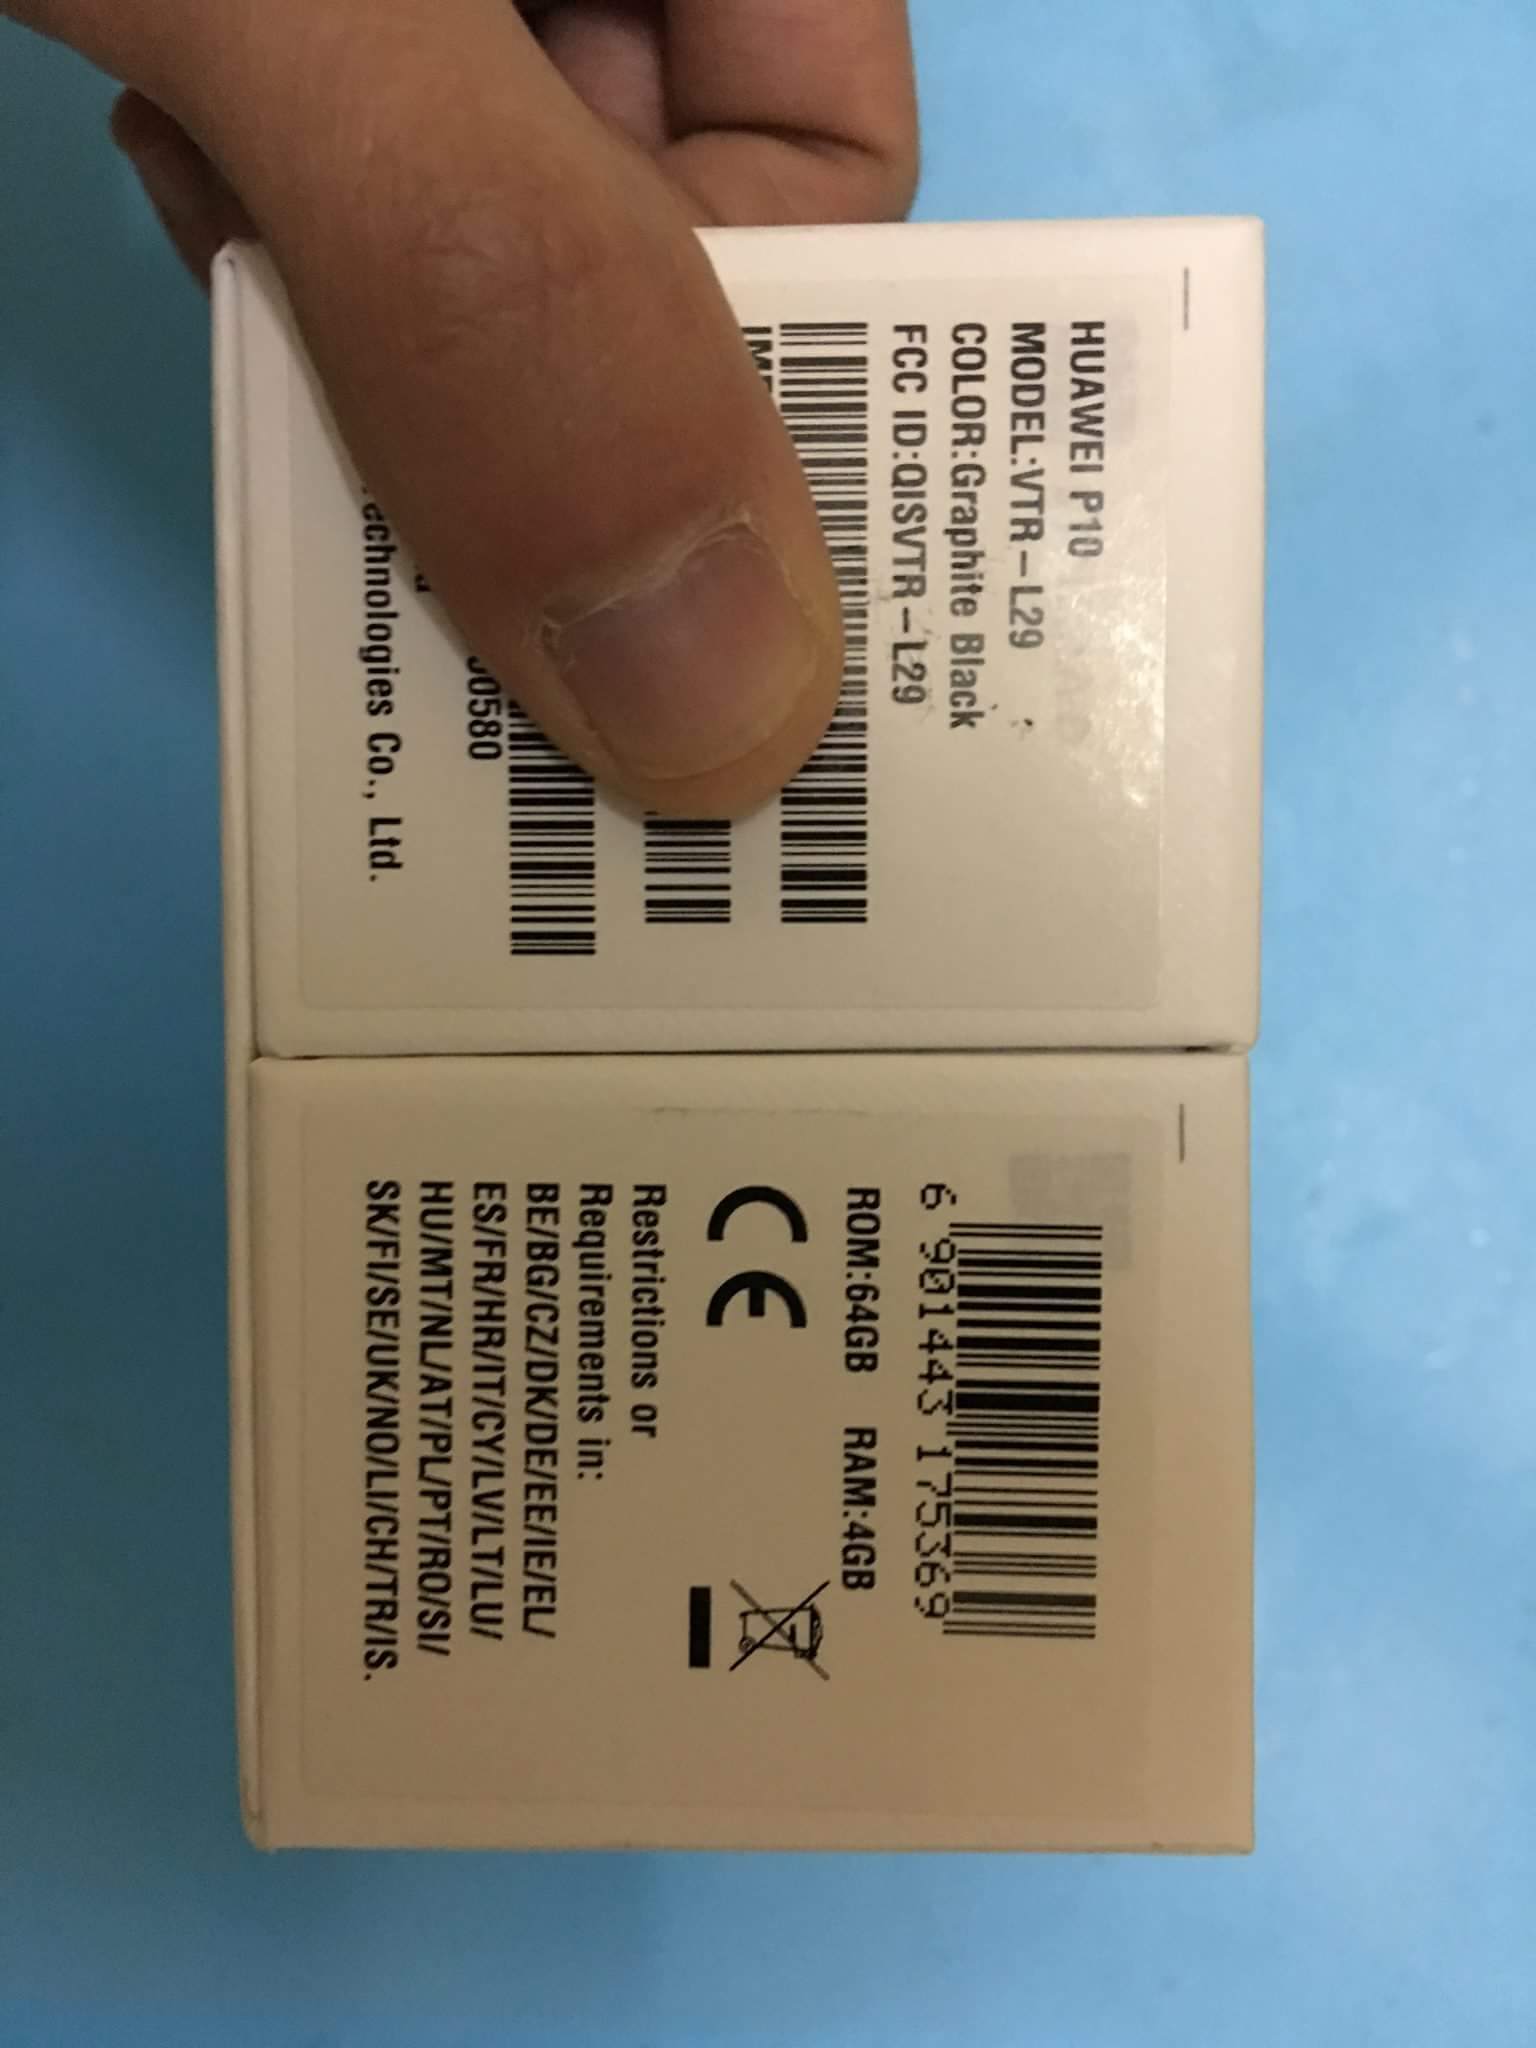 HUAWEI P10
MODEL:VTR-L29
COLOR:Graphite Black
FCC ID:QISVTR-L29
00580
Technologies Co., Ltd.
6 901443 175369
ROM:64GB RAM:4GB
CE
Restrictions or
Requirements in:
BE/BG/CZ/DK/DE/EE/IE/EL/
ES/FR/HR/IT/CY/LV/LT/LU/
HU/MT/NL/AT/PL/PT/RO/SI/
SK/FI/SE/UK/NO/LI/CH/TR/IS.